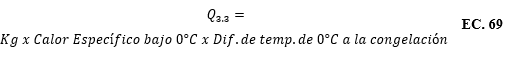 Q₃.₃ =
EC. 69
Kg x Calor Específico bajo 0°C x Dif. de temp. de 0°C a la congelación